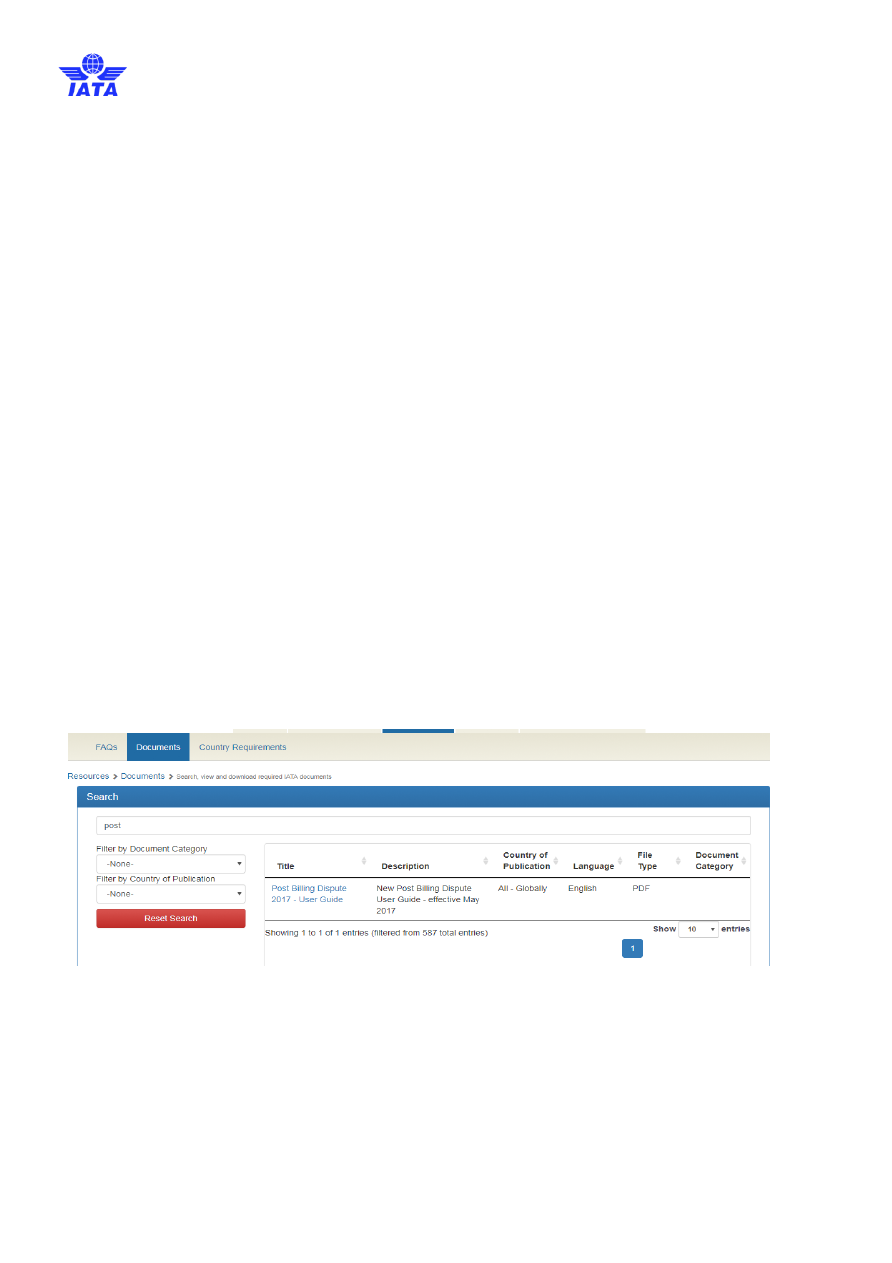 IATA
FAQs Documents Country Requirements
Resources > Documents > Search, view and download required IATA documents
Search
post
Filter by Document Category
-None-
Filter by Country of Publication
-None-
Reset Search
Title Description Country of Publication Language File Type Document Category
Post Billing Dispute
2017 - User Guide
New Post Billing Dispute
User Guide - effective May
2017
All - Globally
English
PDF
Showing 1 to 1 of 1 entries (filtered from 587 total entries)
Show 10 entries
1